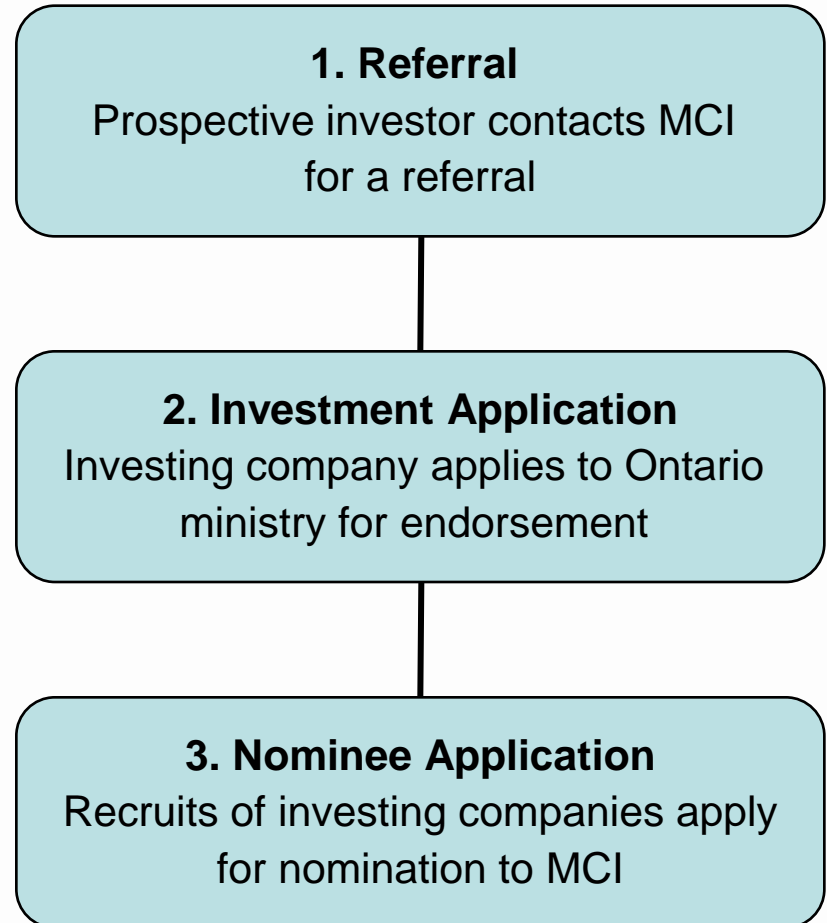 1. Referral
Prospective investor contacts MCI
for a referral
2. Investment Application
Investing company applies to Ontario
ministry for endorsement
3. Nominee Application
Recruits of investing companies apply
for nomination to MCI